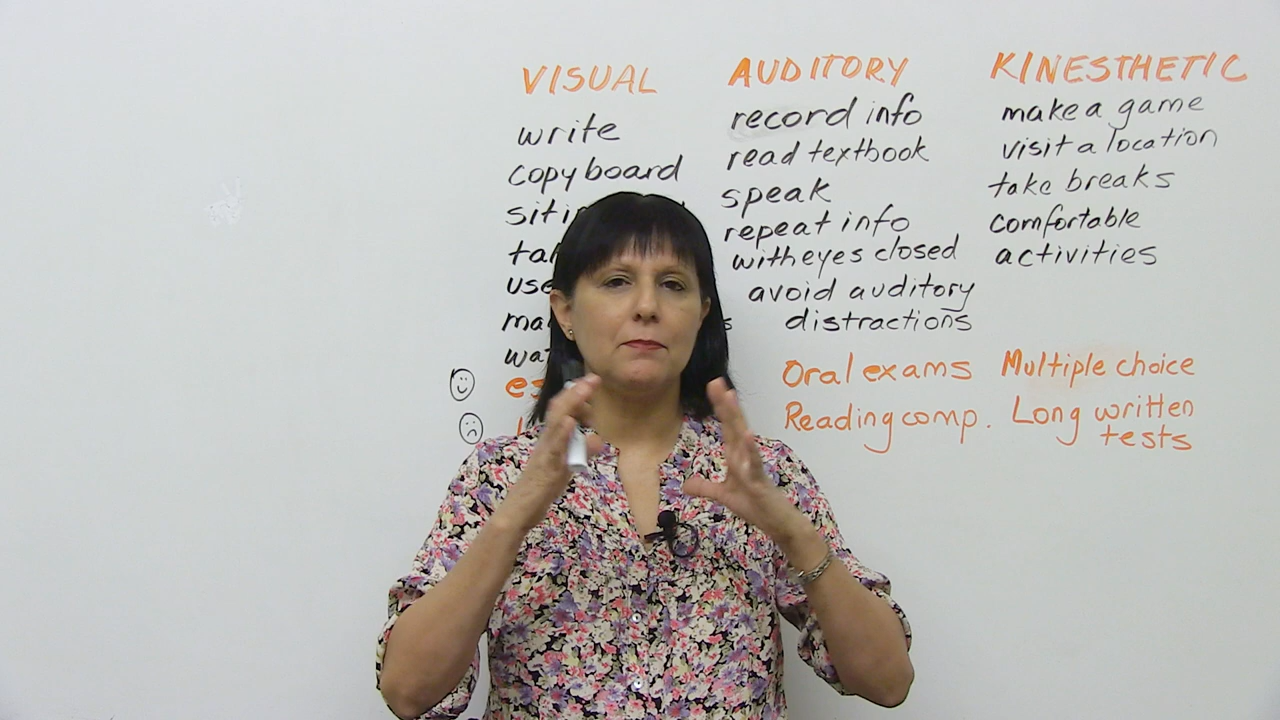 VISUAL
write
copy board
AUDITORY
record info
read textbook
speak
repeat info
with eyes closed
avoid auditory
distractions
Oral exams
Reading comp.
KINESTHETIC
make a game
visit a location
take breaks
comfortable
activities
Multiple choice
Long written
tests